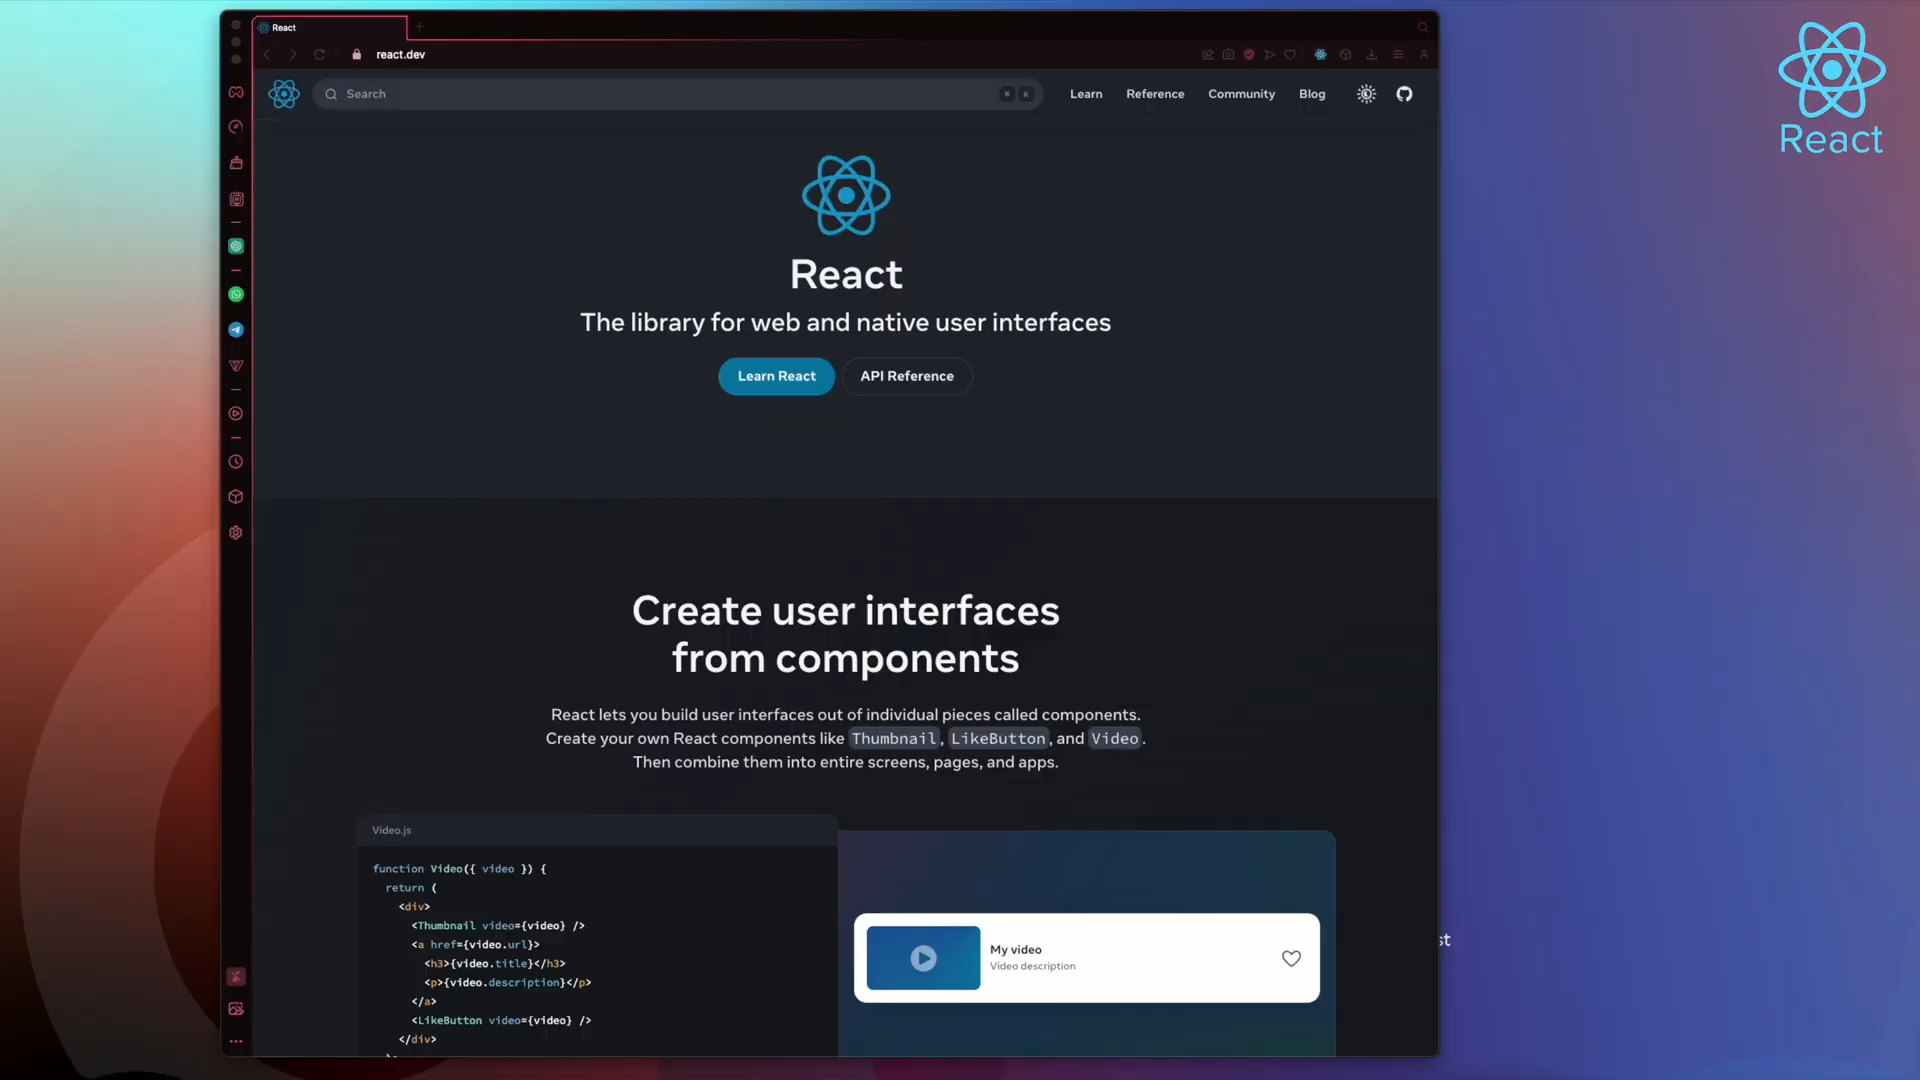 React
react.dev
Search
⌘ K
Learn
Reference
Community
Blog
React
React
The library for web and native user interfaces
Learn React
API Reference
Create user interfaces
from components
React lets you build user interfaces out of individual pieces called components.
Create your own React components like Thumbnail, LikeButton, and Video.
Then combine them into entire screens, pages, and apps.
Video.js
function Video({ video }) {
return (
<div>
<Thumbnail video={video} />
<a href={video.url}>
<h3>{video.title}</h3>
<p>{video.description}</p>
</a>
<LikeButton video={video} />
</div>
My video
Video description
st